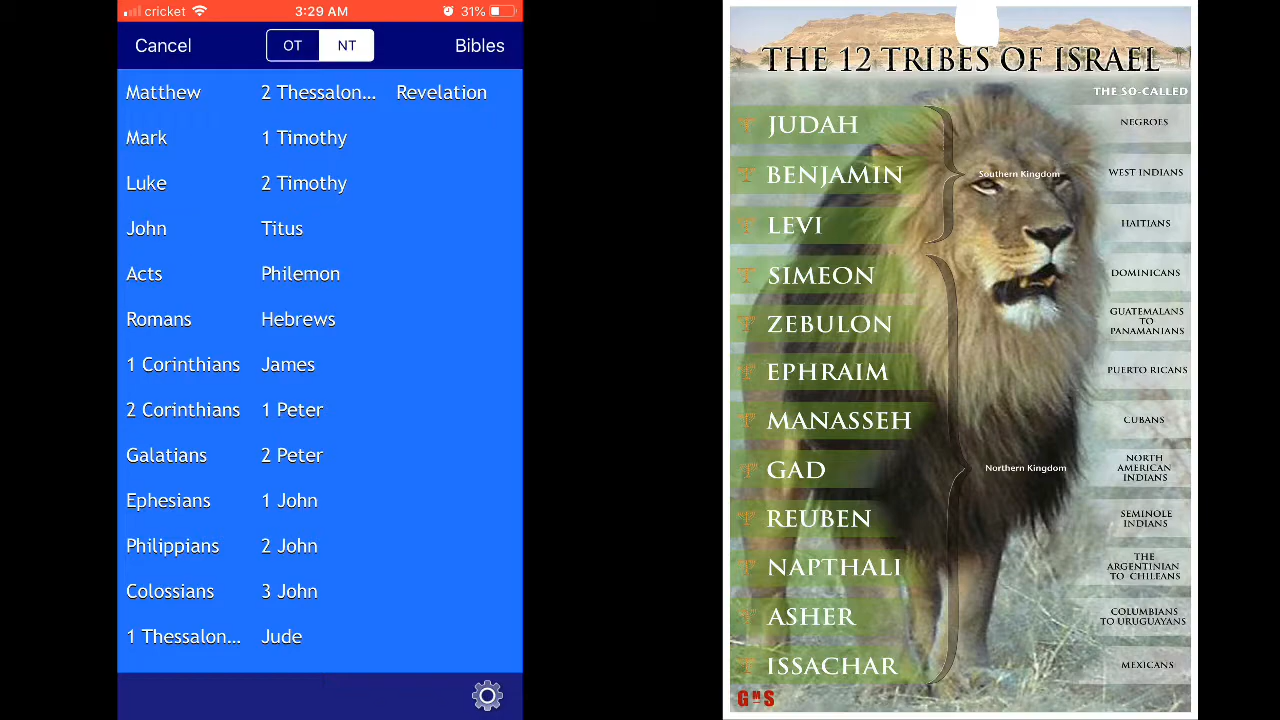 cricket 3:29 AM 31%
Cancel OT NT Bibles
Matthew 2 Thessalon... Revelation
Mark 1 Timothy
Luke 2 Timothy
John Titus
Acts Philemon
Romans Hebrews
1 Corinthians James
2 Corinthians 1 Peter
Galatians 2 Peter
Ephesians 1 John
Philippians 2 John
Colossians 3 John
1 Thessalon... Jude
THE 12 TRIBES OF ISRAEL
THE SO-CALLED
JUDAH NEGROES
BENJAMIN Southern Kingdom WEST INDIANS
LEVI HAITIANS
SIMEON DOMINICANS
ZEBULON GUATEMALANS
TO
PANAMANIANS
EPHRAIM PUERTO RICANS
MANASSEH CUBANS
GAD Northern Kingdom NORTH
AMERICAN
INDIANS
REUBEN SEMINOLE
INDIANS
NAPTHALI THE
ARGENTINIAN
TO CHILEANS
ASHER COLUMBIANS
TO URUGUAYANS
ISSACHAR MEXICANS
GMS